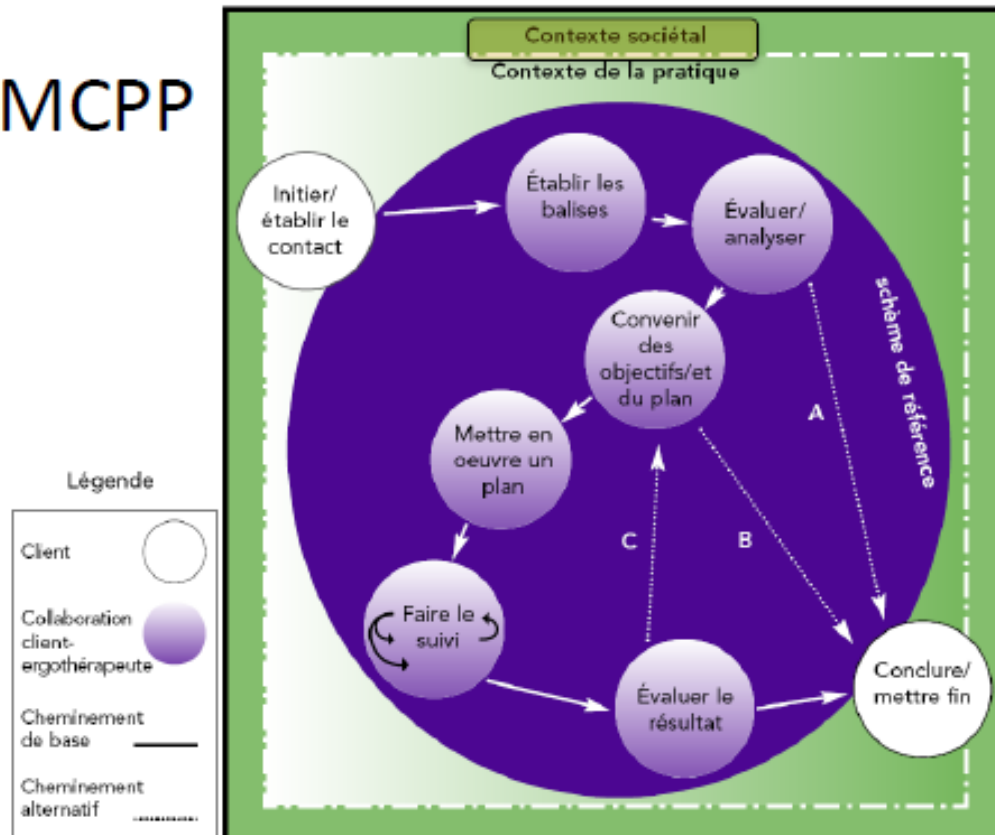 MCPP
Contexte sociétal
Contexte de la pratique
Initier/
établir le
contact
Établir les
balises
Évaluer/
analyser
Convenir
des
objectifs/et
du plan
Mettre en
oeuvre un
plan
Faire le
suivi
Évaluer le
résultat
Conclure/
mettre fin
A
B
C
schème de référence
Légende
Client
Collaboration
client-
ergothérapeute
Cheminement
de base
Cheminement
alternatif